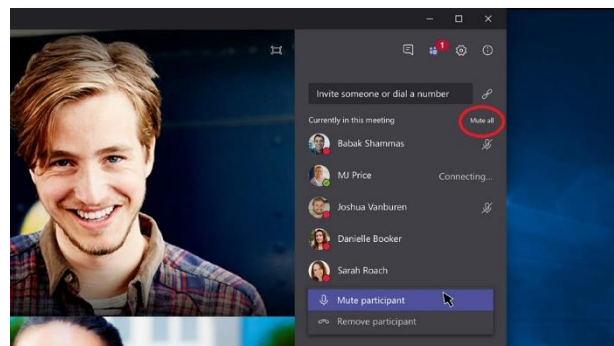 1
Invite someone or dial a number
Currently in this meeting
Mute all
Babak Shammas
MJ Price
Connecting...
Joshua Vanburen
Danielle Booker
Sarah Roach
Mute participant
Remove participant